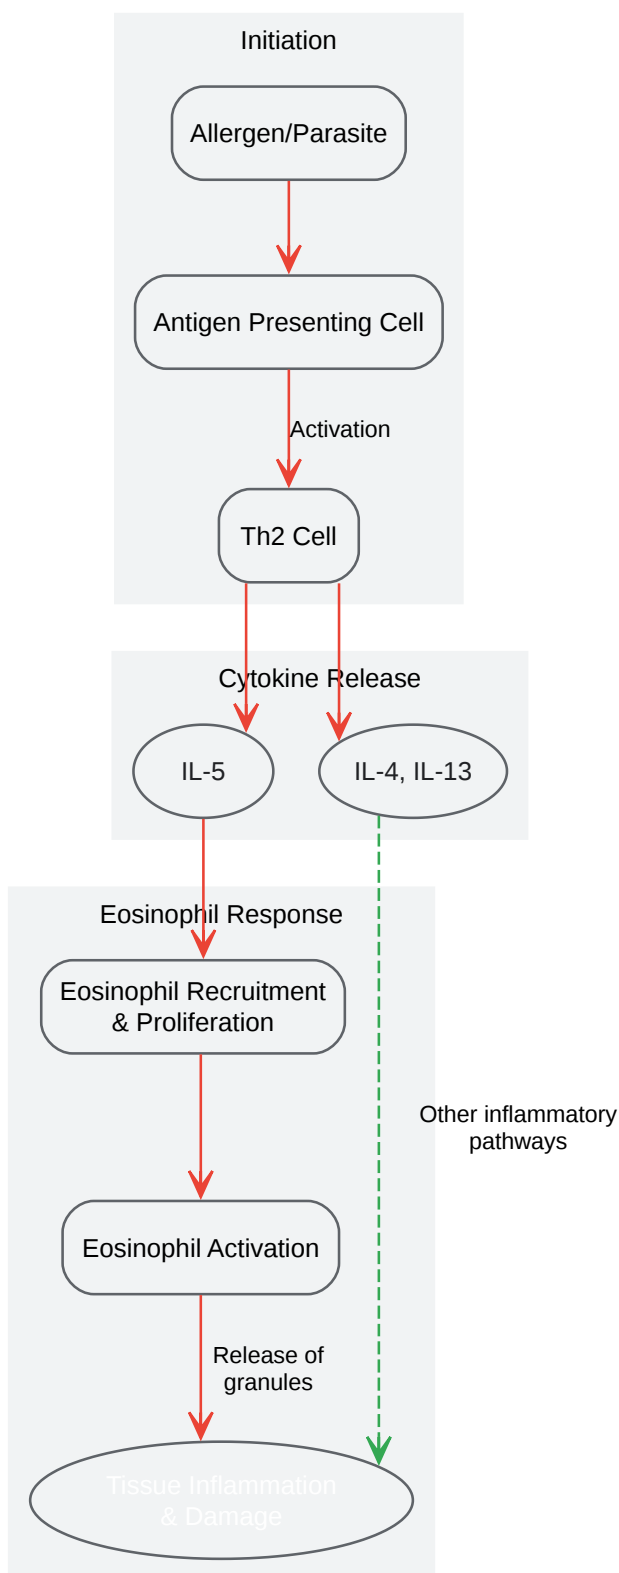 Initiation
Allergen/Parasite
Antigen Presenting Cell
Activation
Th2 Cell
Cytokine Release
IL-5
IL-4, IL-13
Eosinophil Response
Eosinophil Recruitment
& Proliferation
Other inflammatory
pathways
Eosinophil Activation
Release of
granules
Tissue Inflammation
& Damage